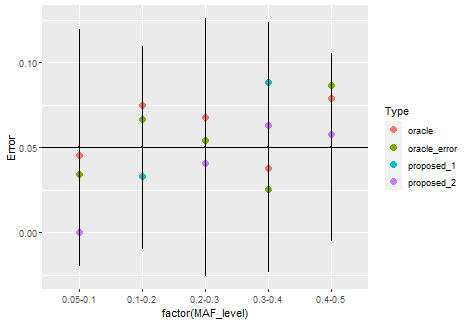 0.10
0.05
0.00
Error
0.05-0.1
0.1-0.2
0.2-0.3
0.3-0.4
0.4-0.5
factor(MAF_level)
Type
oracle
oracle_error
proposed_1
proposed_2